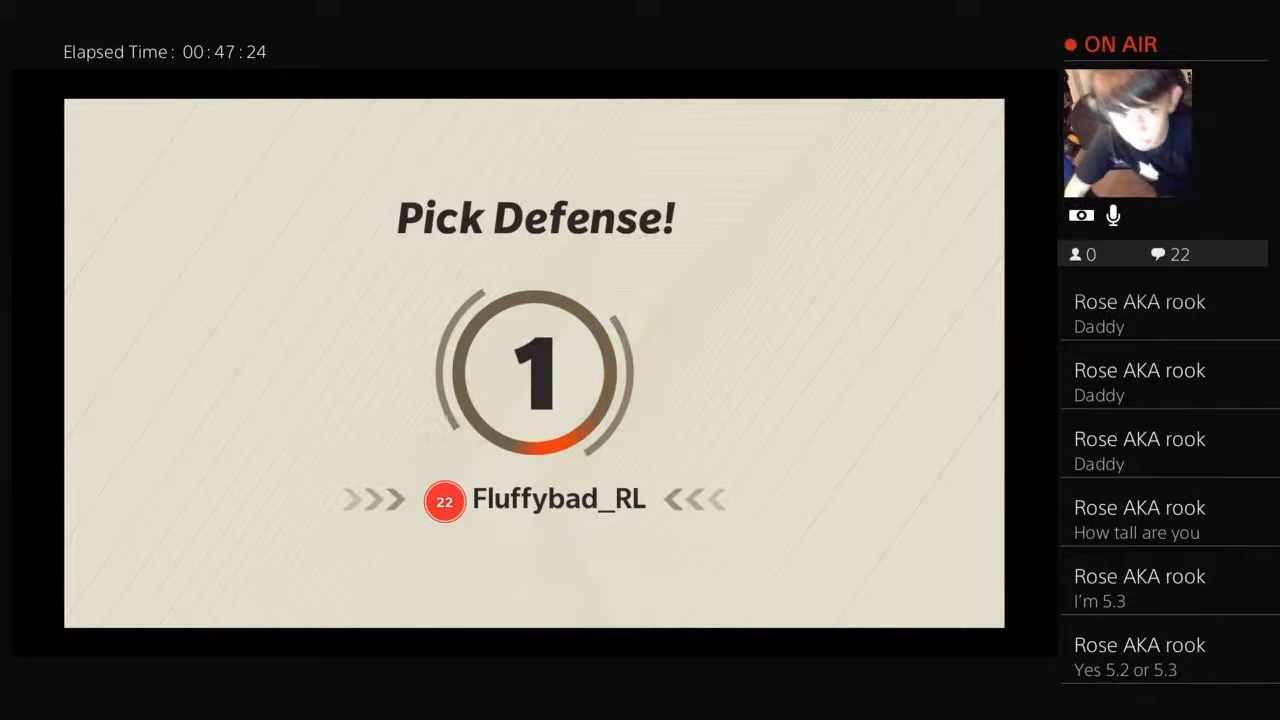 Elapsed Time: 00:47:24
ON AIR
Pick Defense!
1
22 Fluffybad_RL
0 22
Rose AKA rook
Daddy
Rose AKA rook
Daddy
Rose AKA rook
Daddy
Rose AKA rook
How tall are you
Rose AKA rook
I'm 5.3
Rose AKA rook
Yes 5.2 or 5.3